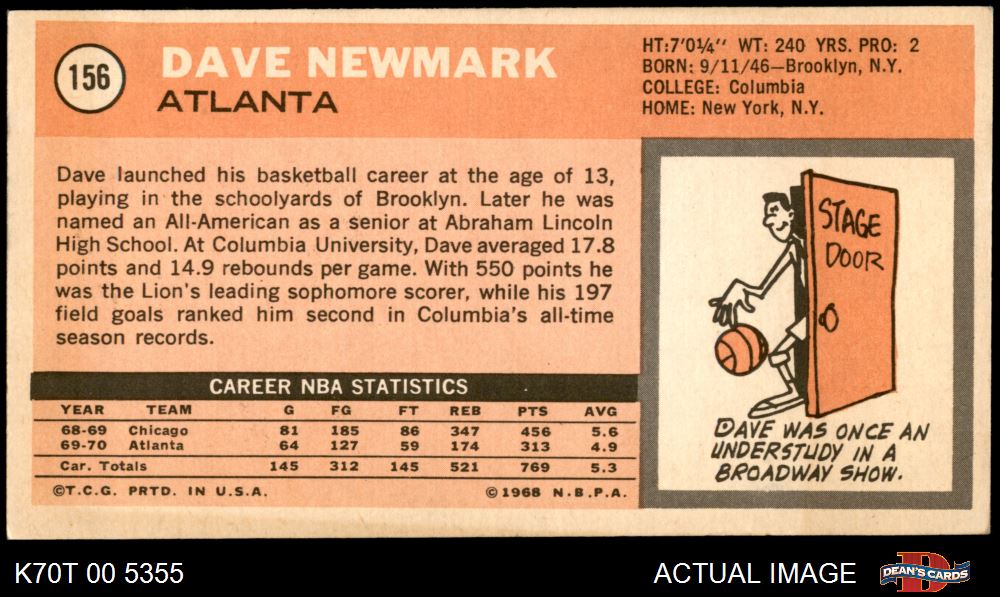 156
DAVE NEWMARK
ATLANTA
HT:7'0¼" WT: 240 YRS. PRO: 2
BORN: 9/11/46—Brooklyn, N.Y.
COLLEGE: Columbia
HOME: New York, N.Y.
Dave launched his basketball career at the age of 13,
playing in the schoolyards of Brooklyn. Later he was
named an All-American as a senior at Abraham Lincoln
High School. At Columbia University, Dave averaged 17.8
points and 14.9 rebounds per game. With 550 points he
was the Lion's leading sophomore scorer, while his 197
field goals ranked him second in Columbia's all-time
season records.
CAREER NBA STATISTICS
YEAR TEAM G FG FT REB PTS AVG
68-69 Chicago 81 185 86 347 456 5.6
69-70 Atlanta 64 127 59 174 313 4.9
Car. Totals 145 312 145 521 769 5.3
©T.C.G. PRTD. IN U.S.A. ©1968 N.B.P.A.
STAGE
DOOR
DAVE WAS ONCE AN
UNDERSTUDY IN A
BROADWAY SHOW.
K70T 00 5355 ACTUAL IMAGE
D
DEAN'S CARDS